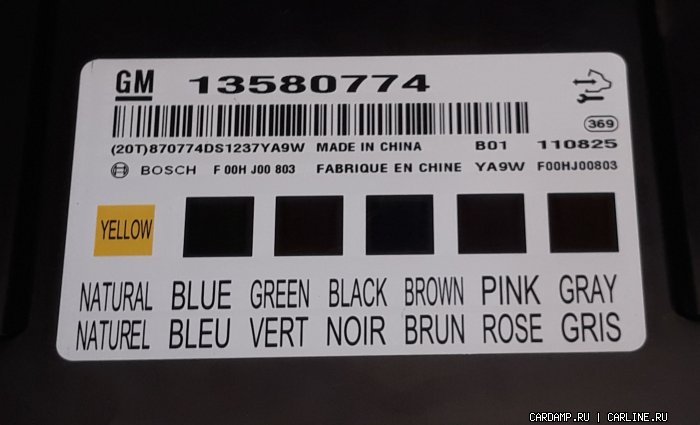 GM 13580774
369
(20T)870774DS1237YA9W MADE IN CHINA B01 110825
BOSCH F 00H J00 803 FABRIQUE EN CHINE YA9W F00HJ00803
YELLOW
NATURAL BLUE GREEN BLACK BROWN PINK GRAY
NATUREL BLEU VERT NOIR BRUN ROSE GRIS
CARDAMP.RU | CARLINE.RU